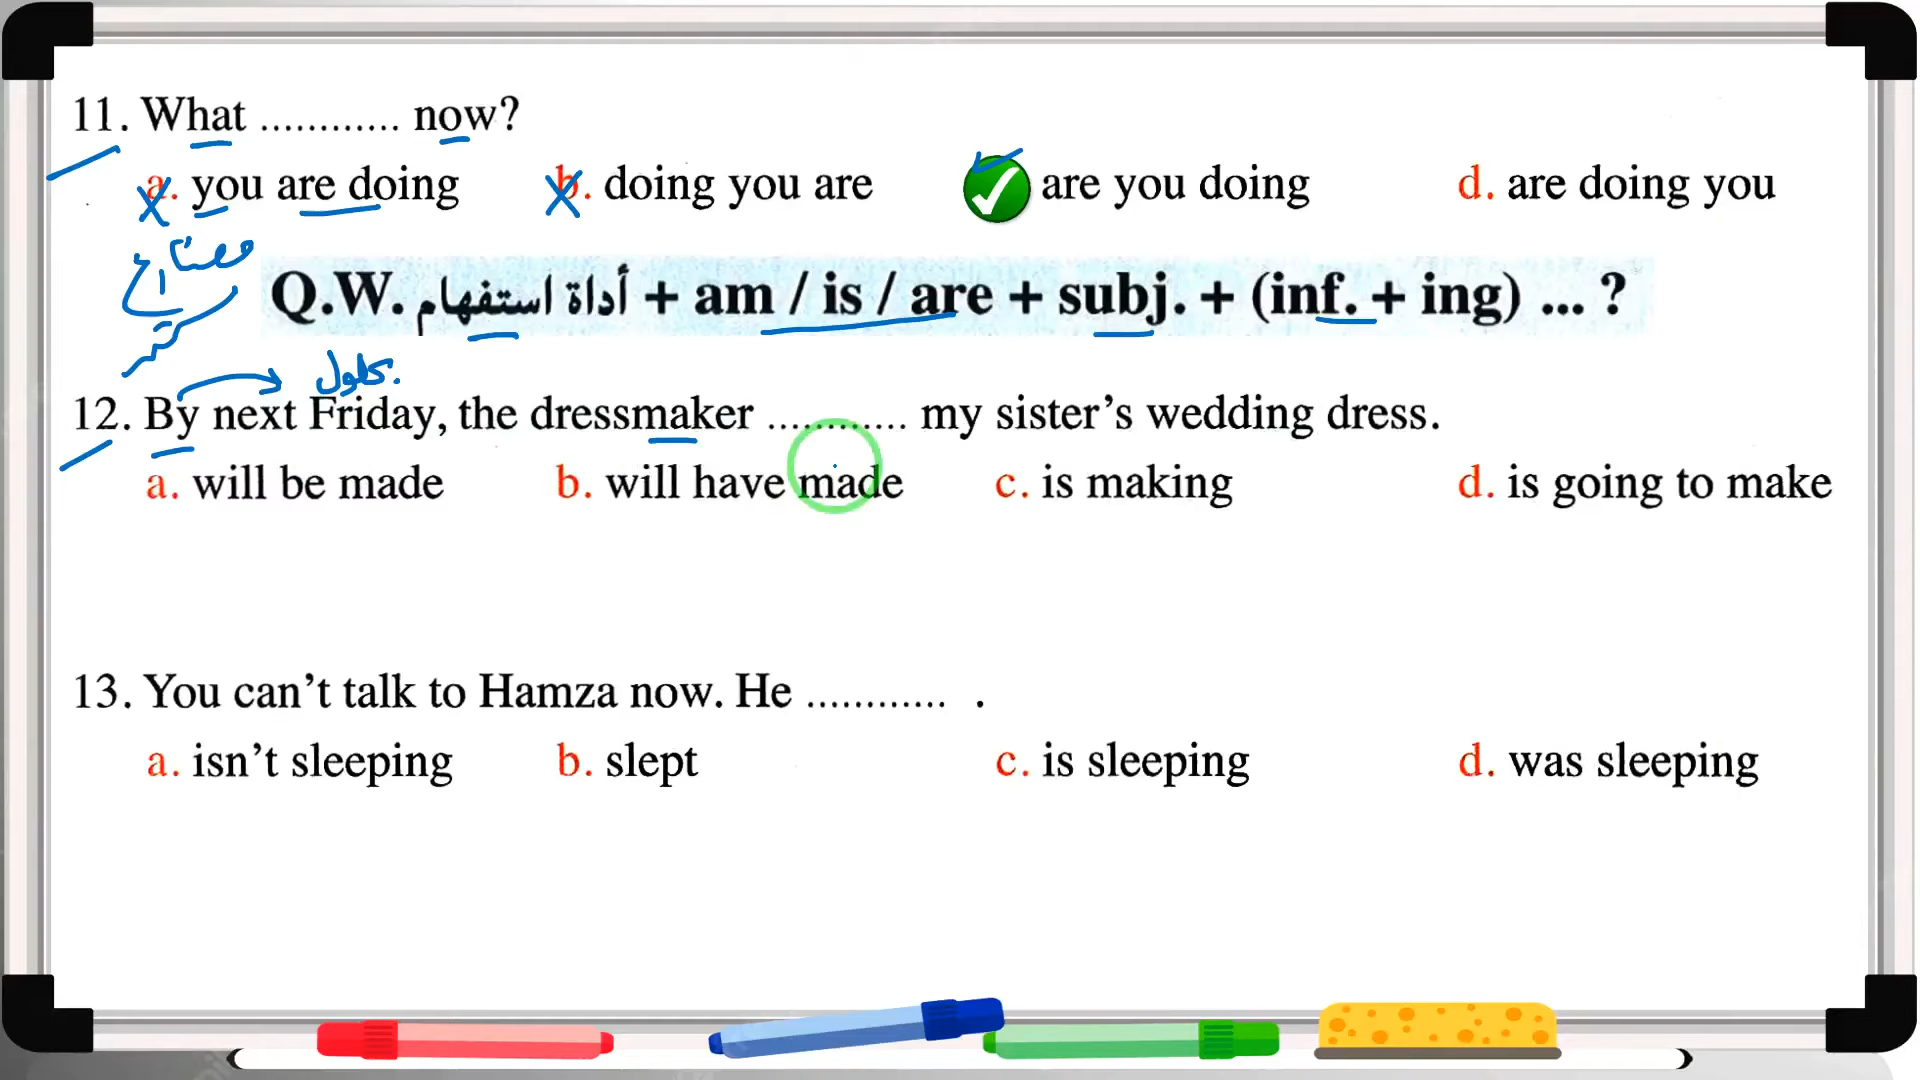 11. What ............ now?
a. you are doing b. doing you are are you doing d. are doing you
مفتاح
Q.W. أداة استفهام + am / is / are + subj. + (inf. + ing) ... ?
بحلول
12. By next Friday, the dressmaker ............ my sister’s wedding dress.
a. will be made b. will have made c. is making d. is going to make
13. You can’t talk to Hamza now. He ............ .
a. isn’t sleeping b. slept c. is sleeping d. was sleeping